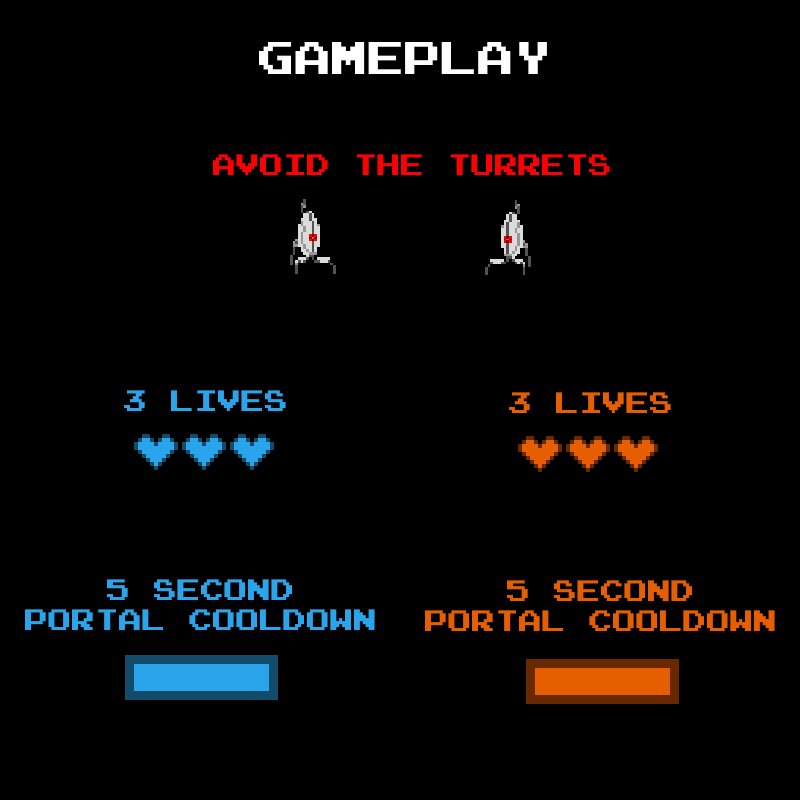 GAMEPLAY
AVOID THE TURRETS
3 LIVES
3 LIVES
5 SECOND
PORTAL COOLDOWN
5 SECOND
PORTAL COOLDOWN